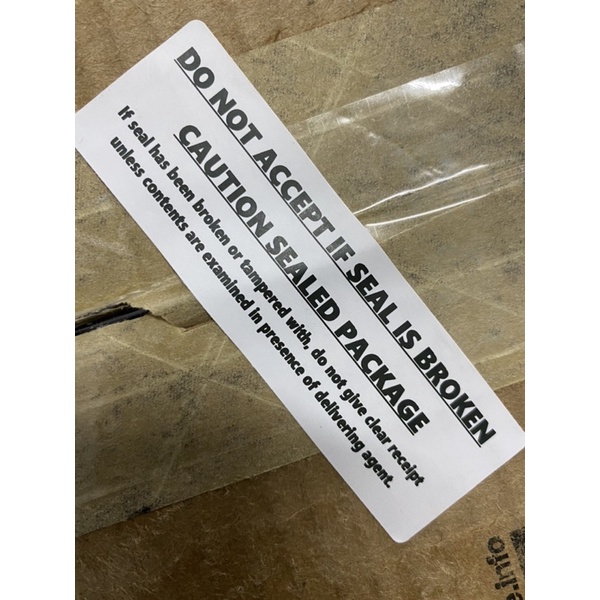 DO NOT ACCEPT IF SEAL IS BROKEN
CAUTION SEALED PACKAGE
If seal has been broken or tampered with, do not give clear receipt
unless contents are examined in presence of delivering agent.